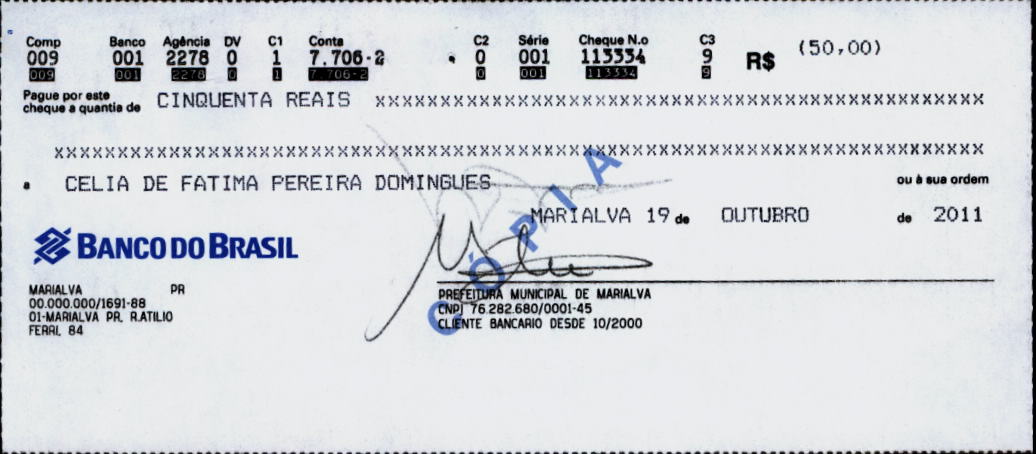 Comp Banco Agência DV C1 Conta C2 Série Cheque N.o C3
009 001 2278 0 1 7.706-2 0 001 113334 9 R$ (50,00)
009 001 2278 0 1 7.706-2 0 001 113334 9
Pague por este
cheque a quantia de CINQUENTA REAIS xxxxxxxxxxxxxxxxxxxxxxxxxxxxxxxxxxxxxxxxxxxxxxxxx
xxxxxxxxxxxxxxxxxxxxxxxxxxxxxxxxxxxxxxxxxxxxxxxxxxxxxxxxxxxxxxxxxxxxxxxxxxx
a CELIA DE FATIMA PEREIRA DOMINGUES ou à sua ordem
MARIALVA 19 de OUTUBRO de 2011
BANCO DO BRASIL
MARIALVA PR
00.000.000/1691-88
01-MARIALVA PR. R.ATILIO
FERRI, 84
PREFEITURA MUNICIPAL DE MARIALVA
CNPJ 76.282.680/0001-45
CLIENTE BANCARIO DESDE 10/2000
CÓPIA